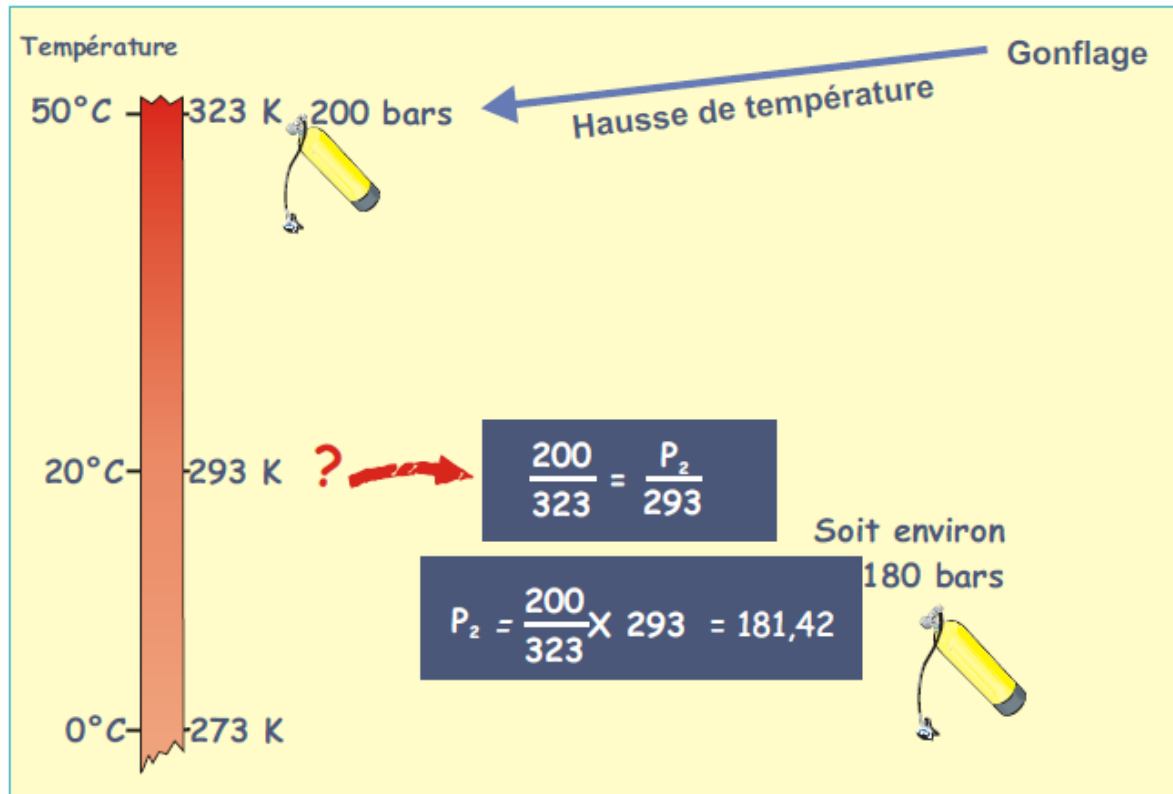 Température
Gonflage
Hausse de température
50°C
323 K
200 bars
20°C
293 K
?
200/323 = P₂/293
Soit environ
180 bars
P₂ = 200/323 X 293 = 181,42
0°C
273 K